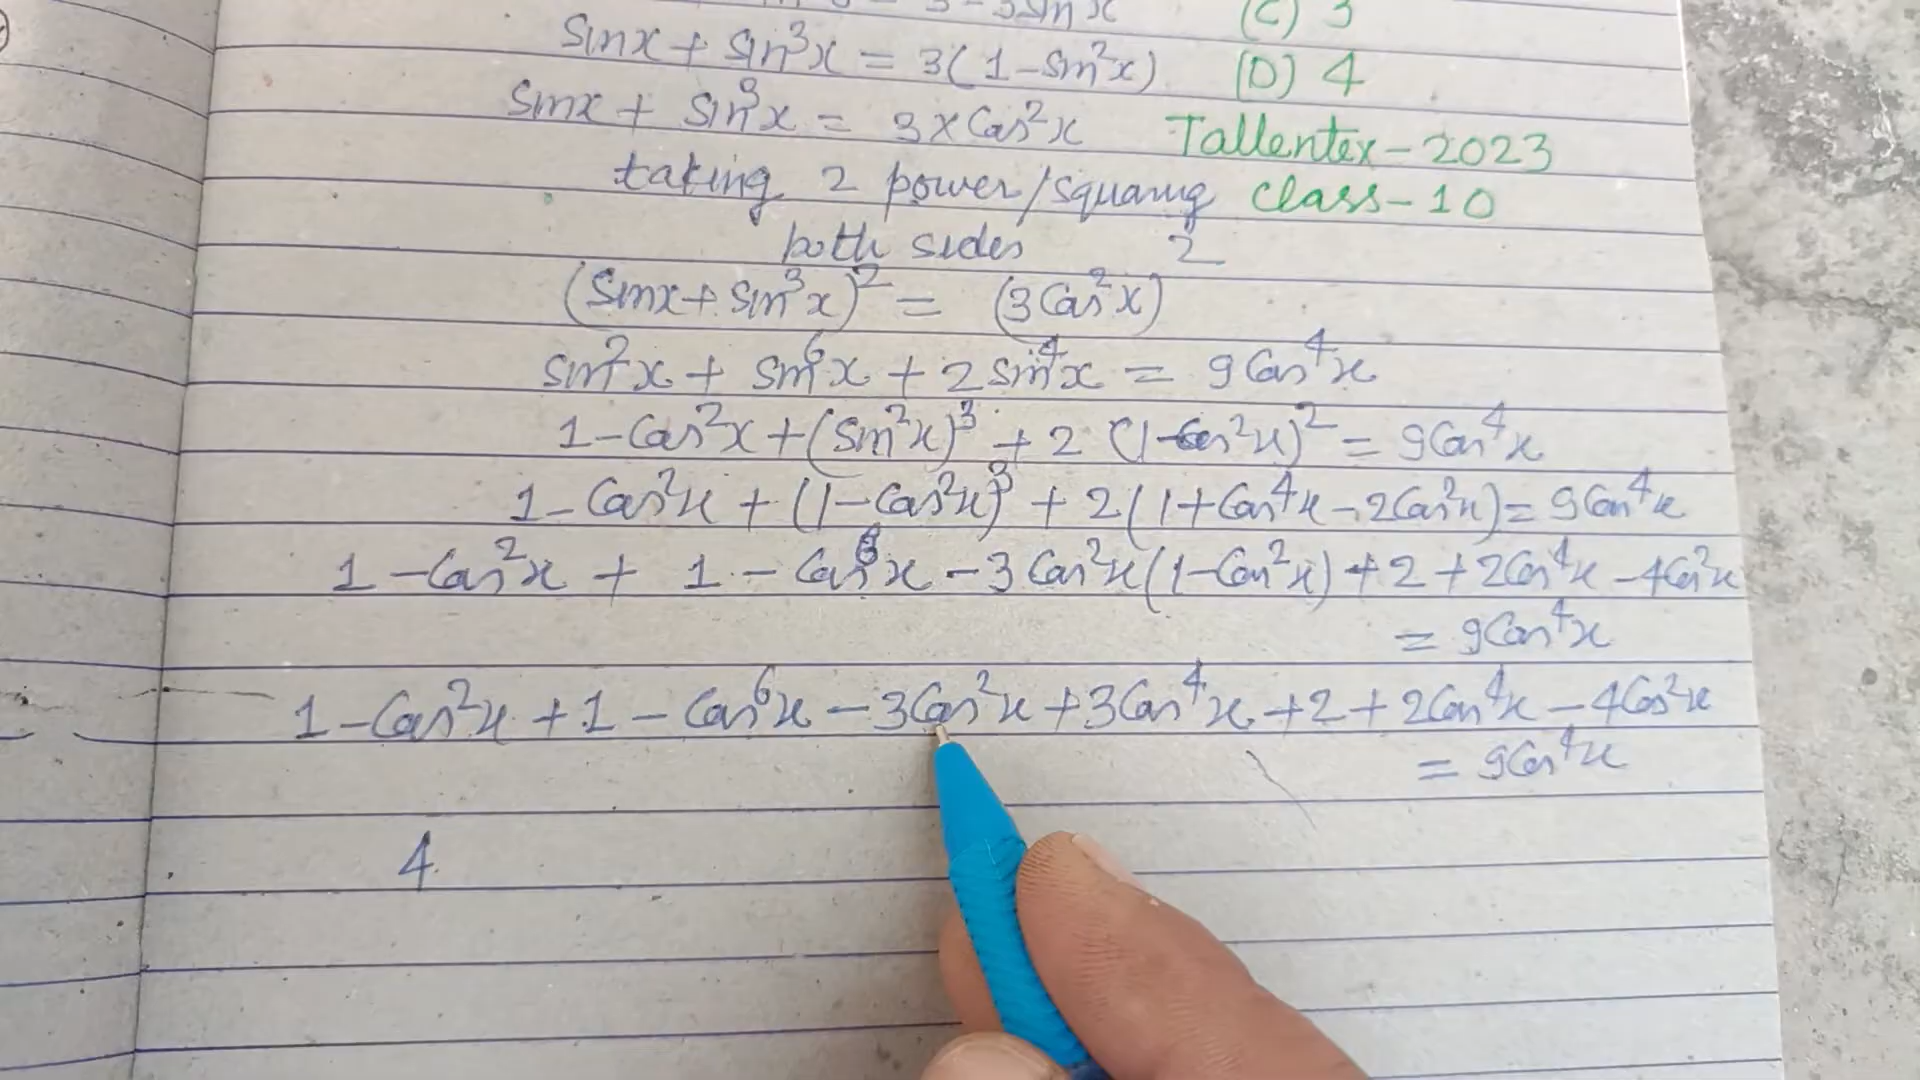 3 - 3sin²x (C) 3
sinx + sin³x = 3(1-sin²x) (D) 4
sinx + sin³x = 3×Cos²x Tallentex-2023
taking 2 power/squaring class-10
both sides
(sinx+sin³x)² = (3Cos²x)²
sin²x + sin⁶x + 2sin⁴x = 9Cos⁴x
1-Cos²x+(sin²x)³ + 2 (1-Cos²x)² = 9Cos⁴x
1-Cos²x + (1-Cos²x)³ + 2(1+Cos⁴x-2Cos²x) = 9Cos⁴x
1-Cos²x + 1-Cos⁶x-3Cos²x(1-Cos²x) + 2 + 2Cos⁴x - 4Cos²x
= 9Cos⁴x
1-Cos²x + 1 - Cos⁶x - 3Cos²x + 3Cos⁴x + 2 + 2Cos⁴x - 4Cos²x
= 9Cos⁴x
4